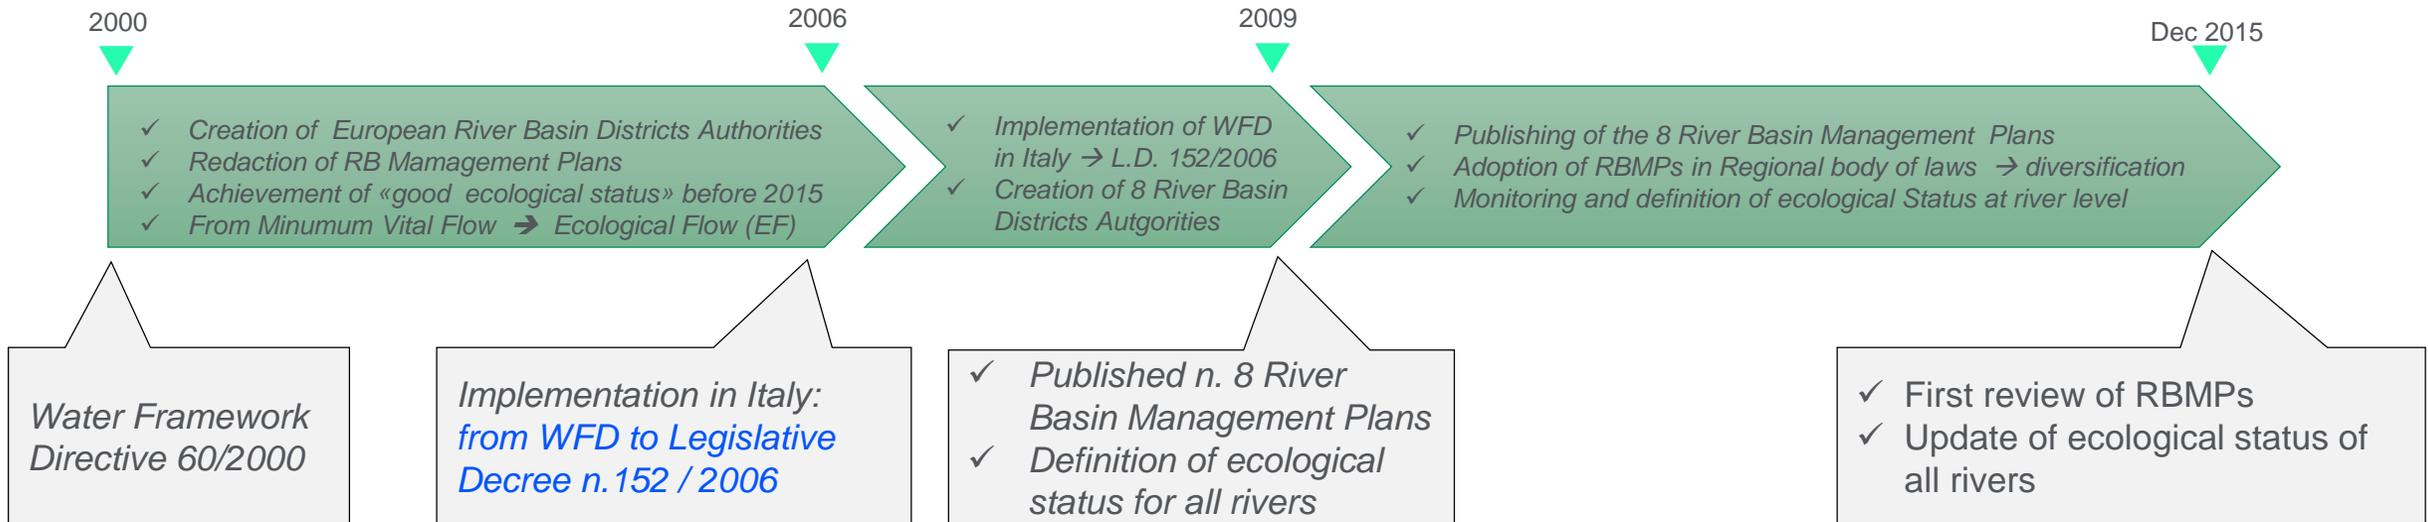 2000
2006
2009
Dec 2015
✓ Creation of European River Basin Districts Authorities
✓ Redaction of RB Mamagement Plans
✓ Achievement of «good ecological status» before 2015
✓ From Minumum Vital Flow ➔ Ecological Flow (EF)
✓ Implementation of WFD
in Italy → L.D. 152/2006
✓ Creation of 8 River Basin
Districts Autgorities
✓ Publishing of the 8 River Basin Management Plans
✓ Adoption of RBMPs in Regional body of laws → diversification
✓ Monitoring and definition of ecological Status at river level
Water Framework
Directive 60/2000
Implementation in Italy:
from WFD to Legislative
Decree n.152 / 2006
✓ Published n. 8 River
Basin Management Plans
✓ Definition of ecological
status for all rivers
✓ First review of RBMPs
✓ Update of ecological status of
all rivers